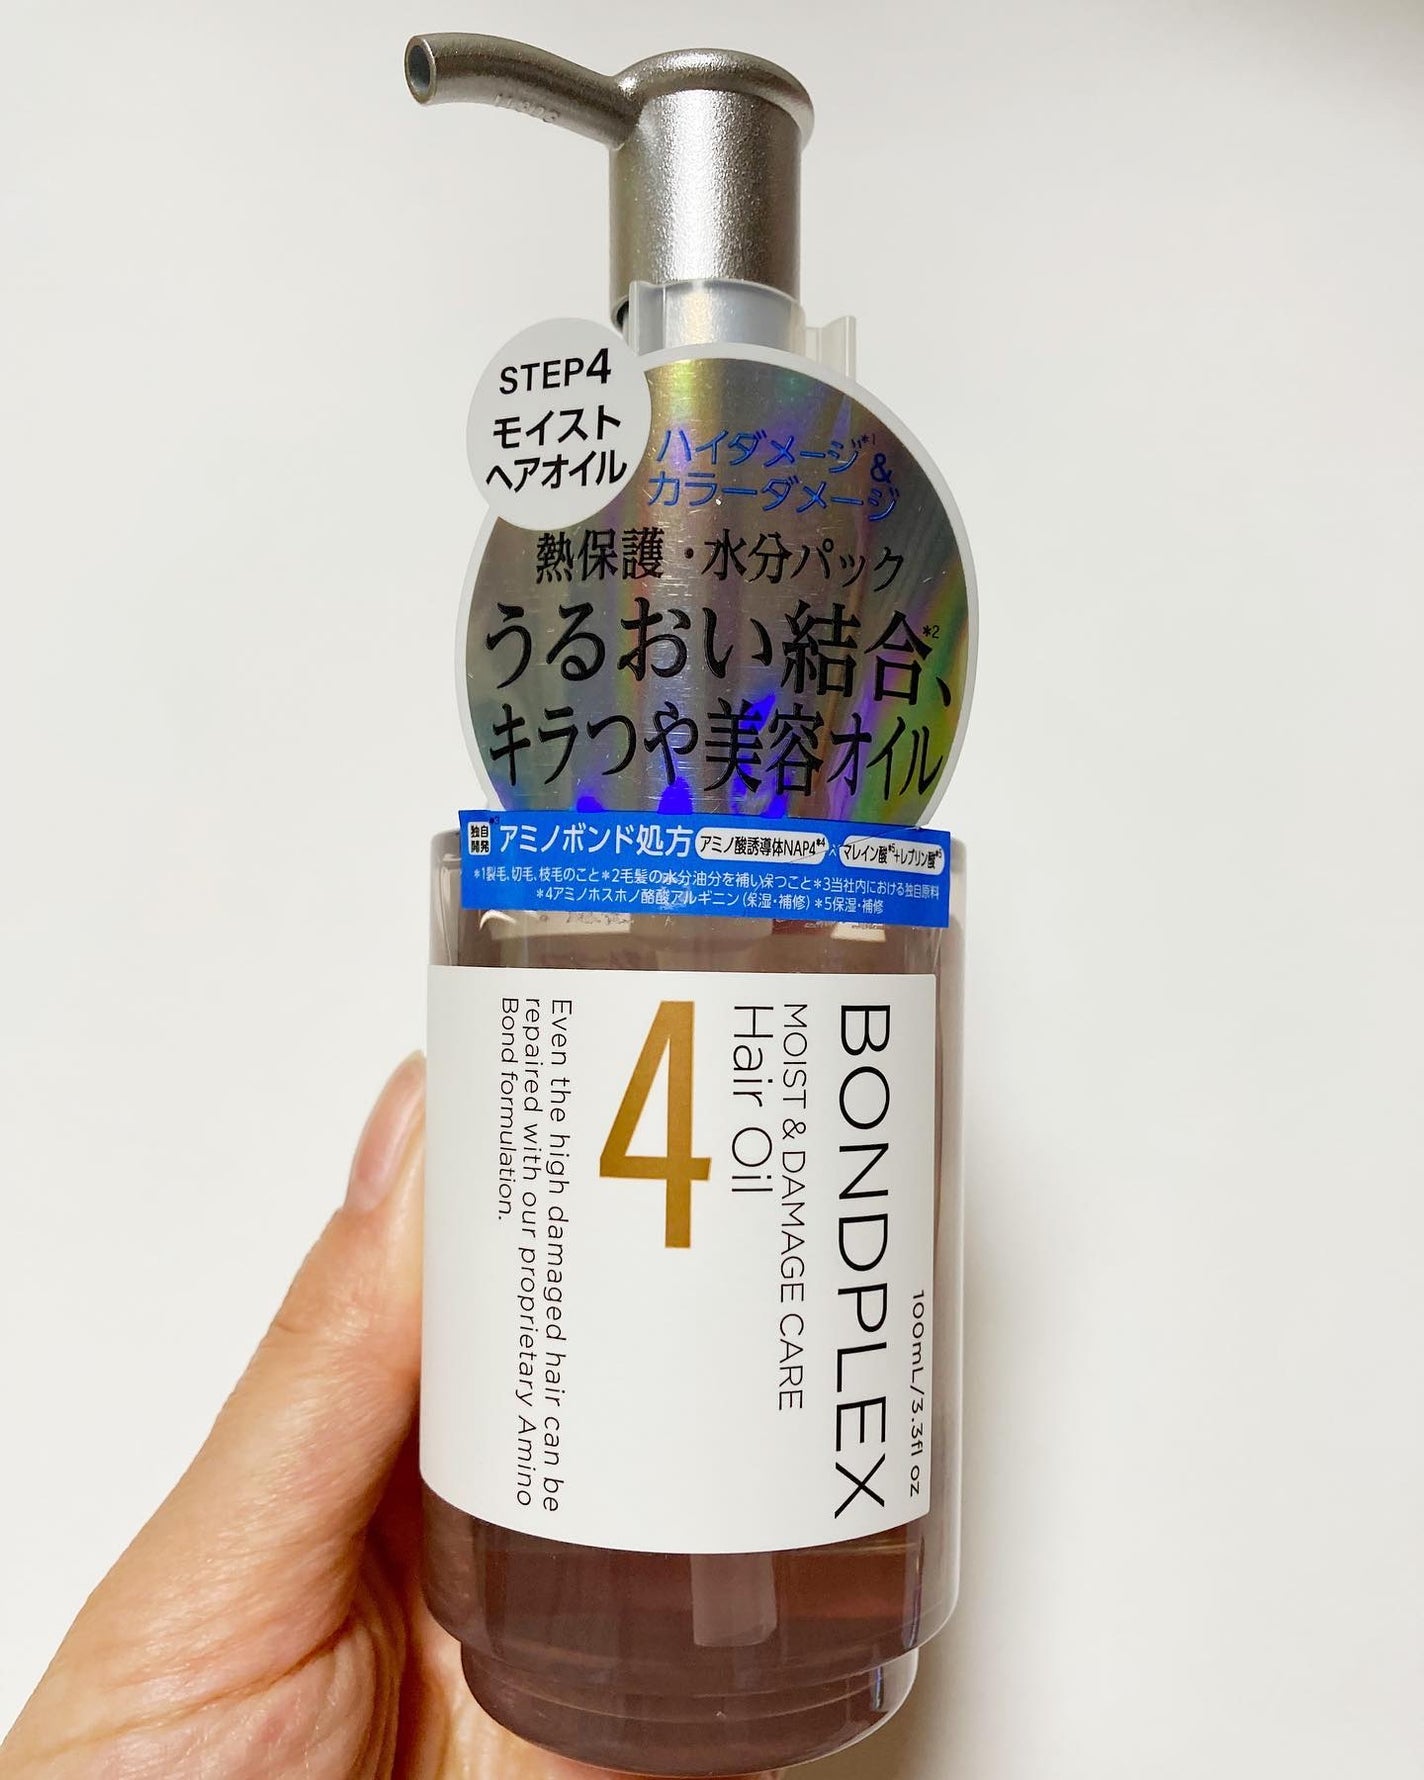 STEP4
モイスト
ヘアオイル
ハイダメージ*1&
カラーダメージ
熱保護・水分パック
うるおい結合*2、
キラつや美容オイル
独自
開発*3 アミノボンド処方 アミノ酸誘導体NAP4*4 × マレイン酸*5+レブリン酸*5
*1裂毛、切毛、枝毛のこと*2毛髪の水分油分を補い保つこと*3当社内における独自原料
*4アミノホスホノ酪酸アルギニン(保湿・補修) *5保湿・補修
100mL/3.3fl oz
BONDPLEX
MOIST & DAMAGE CARE
Hair Oil
4
Even the high damaged hair can be
repaired with our proprietary Amino
Bond formulation.